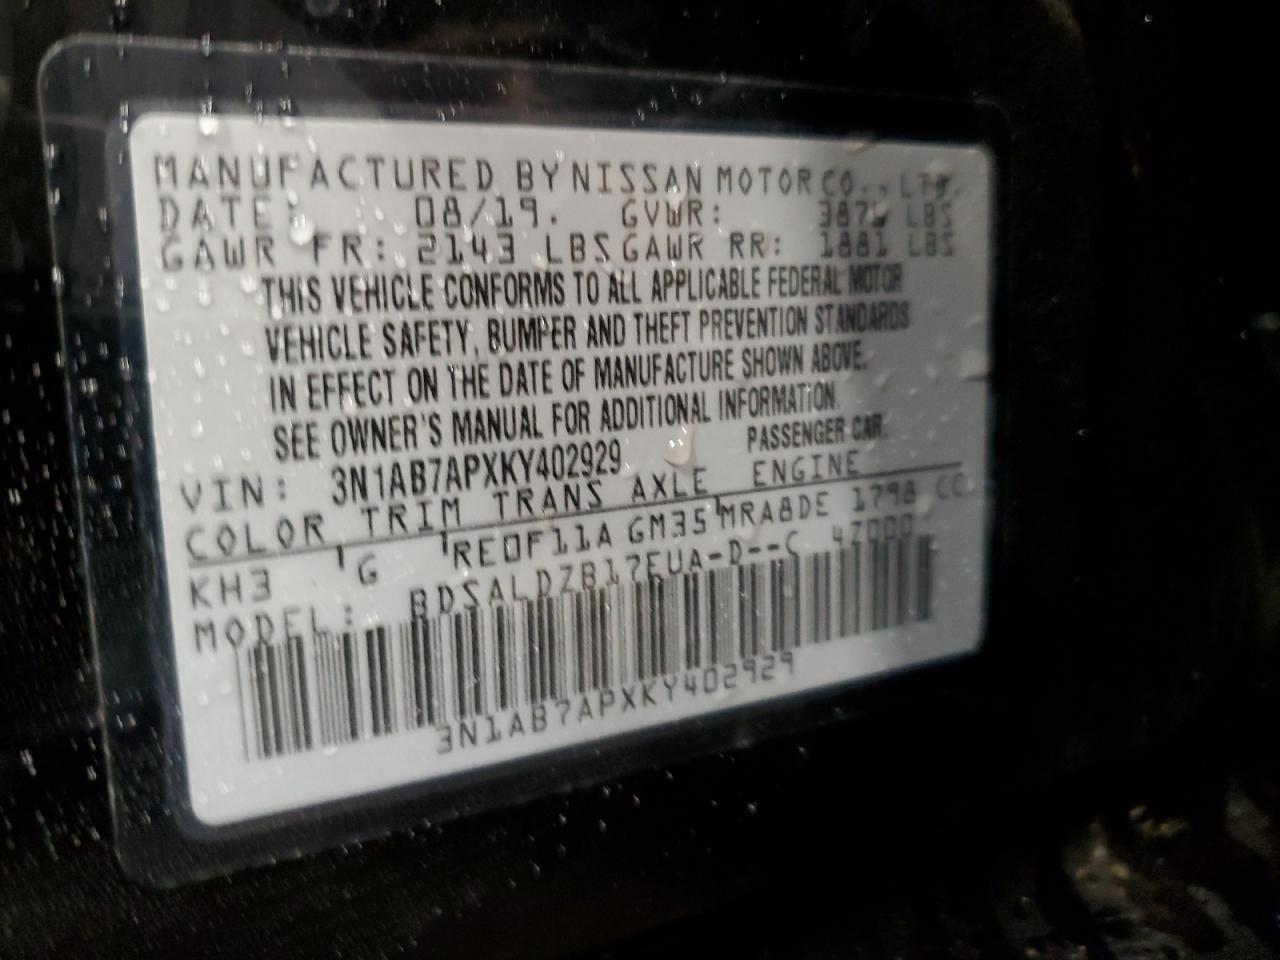 MANUFACTURED BY NISSAN MOTOR CO., LTD.
DATE: 08/19. GVWR: LBS
GAWR FR: 2143 LBS GAWR RR: 1881 LBS
THIS VEHICLE CONFORMS TO ALL APPLICABLE FEDERAL MOTOR
VEHICLE SAFETY, BUMPER AND THEFT PREVENTION STANDARDS
IN EFFECT ON THE DATE OF MANUFACTURE SHOWN ABOVE.
SEE OWNER'S MANUAL FOR ADDITIONAL INFORMATION.
VIN: 3N1AB7APXKY402929 PASSENGER CAR.
COLOR TRIM TRANS AXLE ENGINE
KH3 G RE0F11A GM35 MRA8DE 1798 CC
MODEL: BDSALDZB17EUA-D--C 47000
3N1AB7APXKY402929